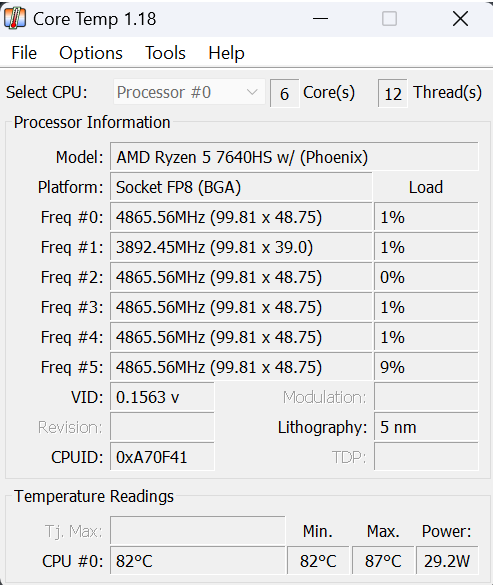 Core Temp 1.18
File Options Tools Help
Select CPU: Processor #0 6 Core(s) 12 Thread(s)
Processor Information
Model: AMD Ryzen 5 7640HS w/ (Phoenix)
Platform: Socket FP8 (BGA) Load
Freq #0: 4865.56MHz (99.81 x 48.75) 1%
Freq #1: 3892.45MHz (99.81 x 39.0) 1%
Freq #2: 4865.56MHz (99.81 x 48.75) 0%
Freq #3: 4865.56MHz (99.81 x 48.75) 1%
Freq #4: 4865.56MHz (99.81 x 48.75) 1%
Freq #5: 4865.56MHz (99.81 x 48.75) 9%
VID: 0.1563 v Modulation:
Revision: Lithography: 5 nm
CPUID: 0xA70F41 TDP:
Temperature Readings
Tj. Max: Min. Max. Power:
CPU #0: 82°C 82°C 87°C 29.2W